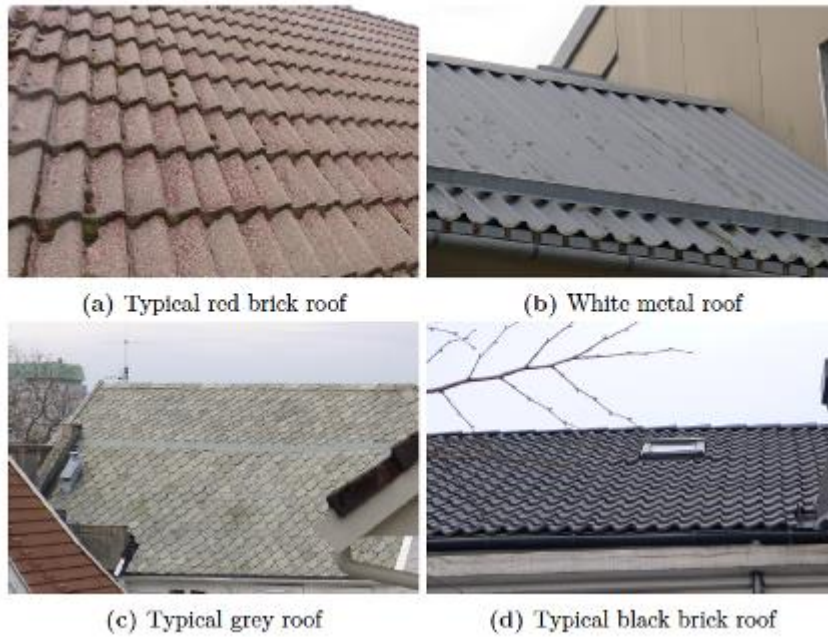 (a) Typical red brick roof
(b) White metal roof
(c) Typical grey roof
(d) Typical black brick roof